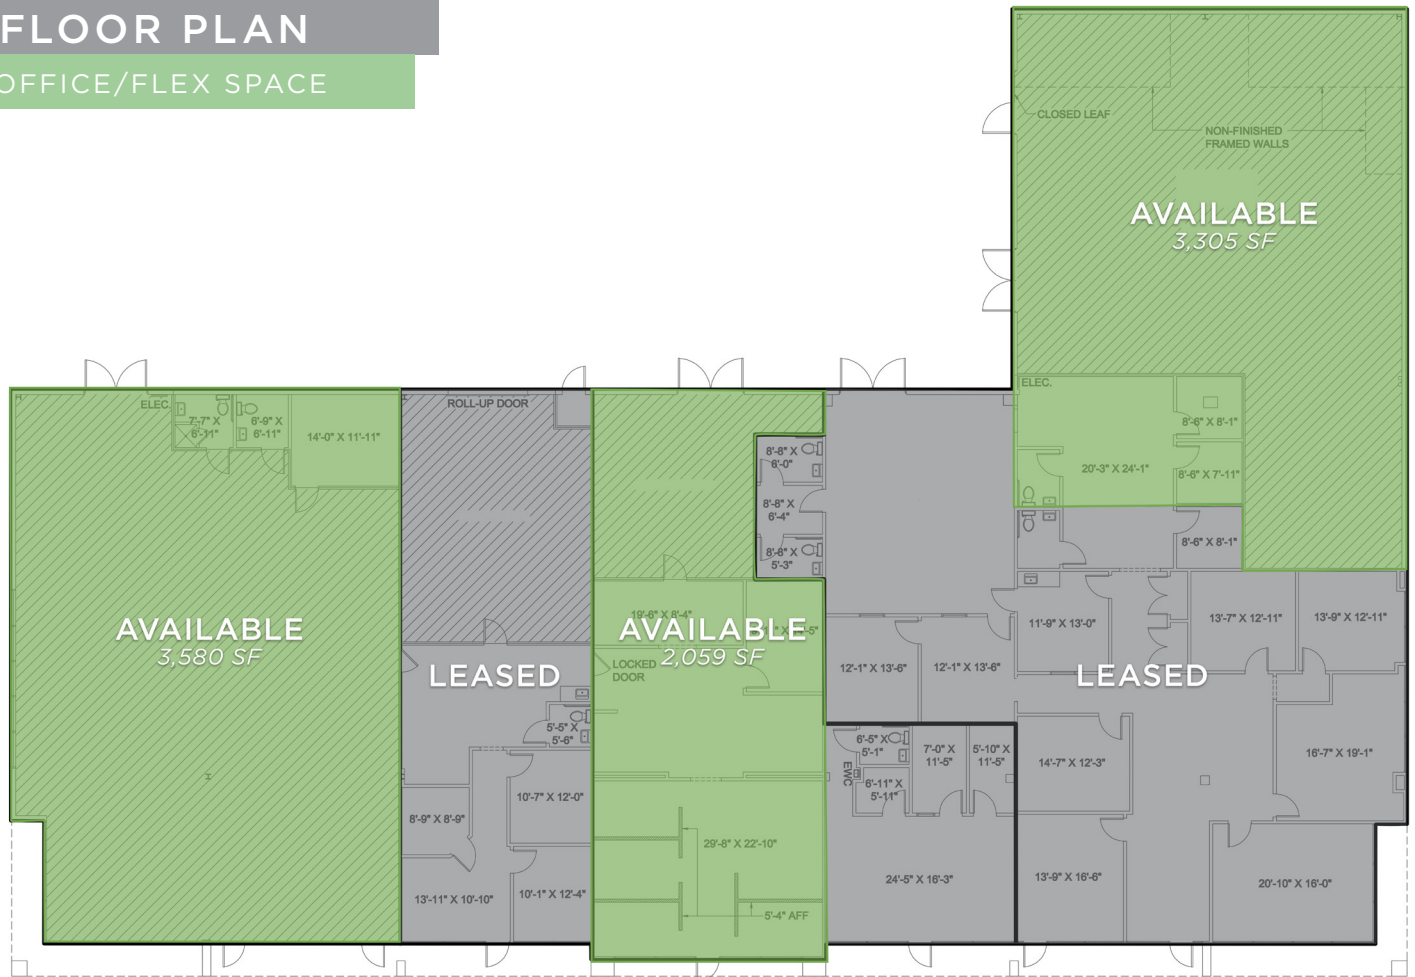 FLOOR PLAN
OFFICE/FLEX SPACE
CLOSED LEAF
NON-FINISHED
FRAMED WALLS
AVAILABLE
3,305 SF
ELEC.
8'-6" X 8'-1"
20'-3" X 24'-1"
8'-6" X 7'-11"
8'-6" X 8'-1"
ELEC.
7'-7" X
6'-11"
6'-9" X
6'-11"
14'-0" X 11'-11"
AVAILABLE
3,580 SF
ROLL-UP DOOR
LEASED
5'-5" X
5'-6"
10'-7" X 12'-0"
8'-9" X 8'-9"
13'-11" X 10'-10"
10'-1" X 12'-4"
8'-8" X
6'-0"
8'-8" X
6'-4"
8'-8" X
5'-3"
19'-6" X 8'-4"
AVAILABLE
2,059 SF
LOCKED
DOOR
29'-8" X 22'-10"
5'-4" AFF
12'-1" X 13'-6"
12'-1" X 13'-6"
11'-9" X 13'-0"
13'-7" X 12'-11"
13'-9" X 12'-11"
LEASED
6'-5" X
5'-1"
EWC
6'-11" X
5'-11"
7'-0" X
11'-5"
5'-10" X
11'-5"
24'-5" X 16'-3"
14'-7" X 12'-3"
16'-7" X 19'-1"
13'-9" X 16'-6"
20'-10" X 16'-0"